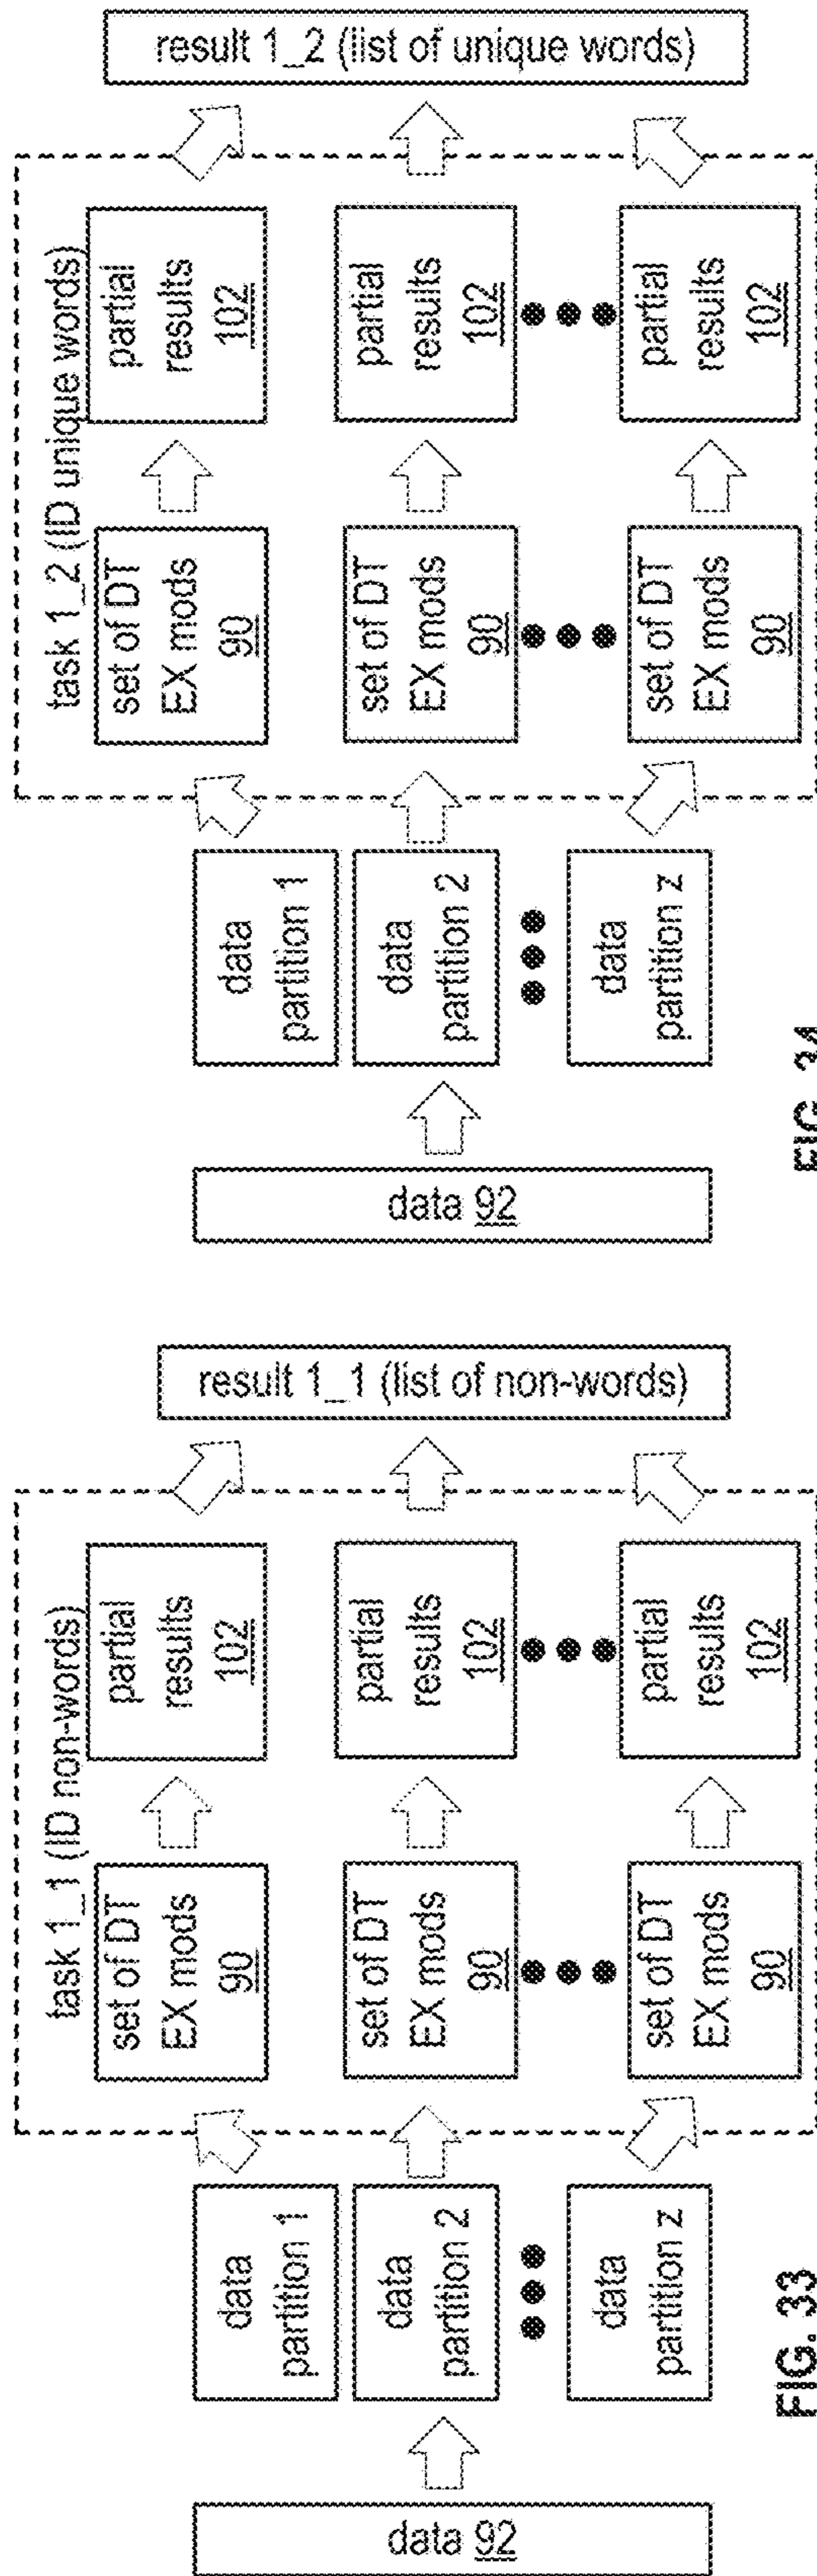 data 92
data
partition 1
data
partition 2
data
partition z
task 1_1 (ID non-words)
set of DT
EX mods
90
partial
results
102
set of DT
EX mods
90
partial
results
102
set of DT
EX mods
90
partial
results
102
result 1_1 (list of non-words)
FIG. 33
data 92
data
partition 1
data
partition 2
data
partition z
task 1_2 (ID unique words)
set of DT
EX mods
90
partial
results
102
set of DT
EX mods
90
partial
results
102
set of DT
EX mods
90
partial
results
102
result 1_2 (list of unique words)
FIG. 34